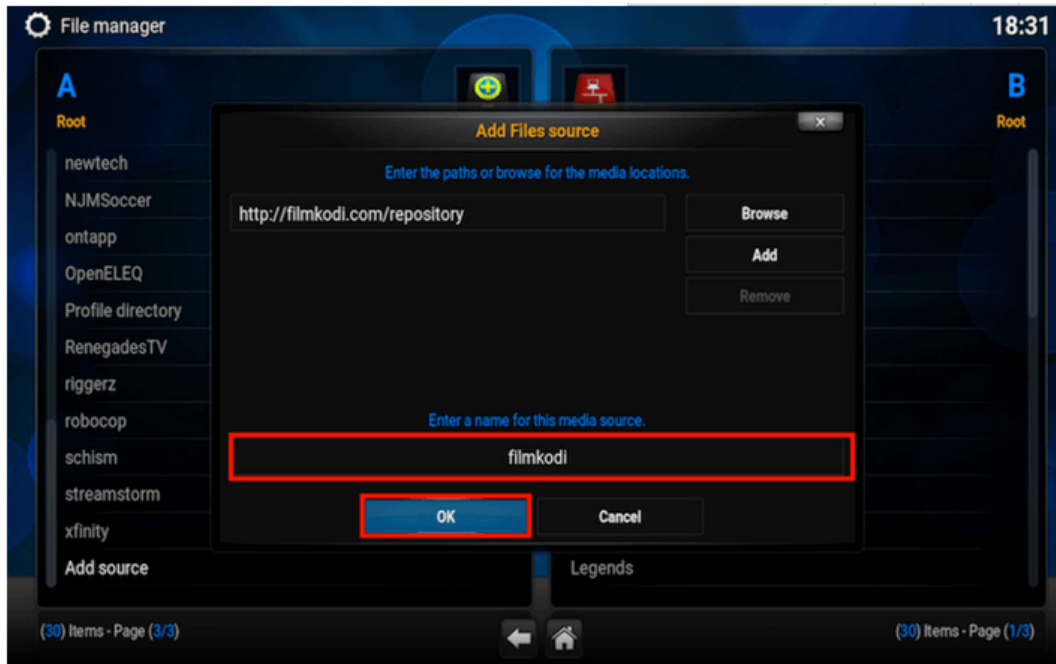 File manager
18:31
A
B
Root
Root
Add Files source
Enter the paths or browse for the media locations.
http://filmkodi.com/repository
Browse
Add
Remove
Enter a name for this media source.
filmkodi
OK
Cancel
newtech
NJMSoccer
ontapp
OpenELEQ
Profile directory
RenegadesTV
riggerz
robocop
schism
streamstorm
xfinity
Add source
Legends
(30) Items - Page (3/3)
(30) Items - Page (1/3)